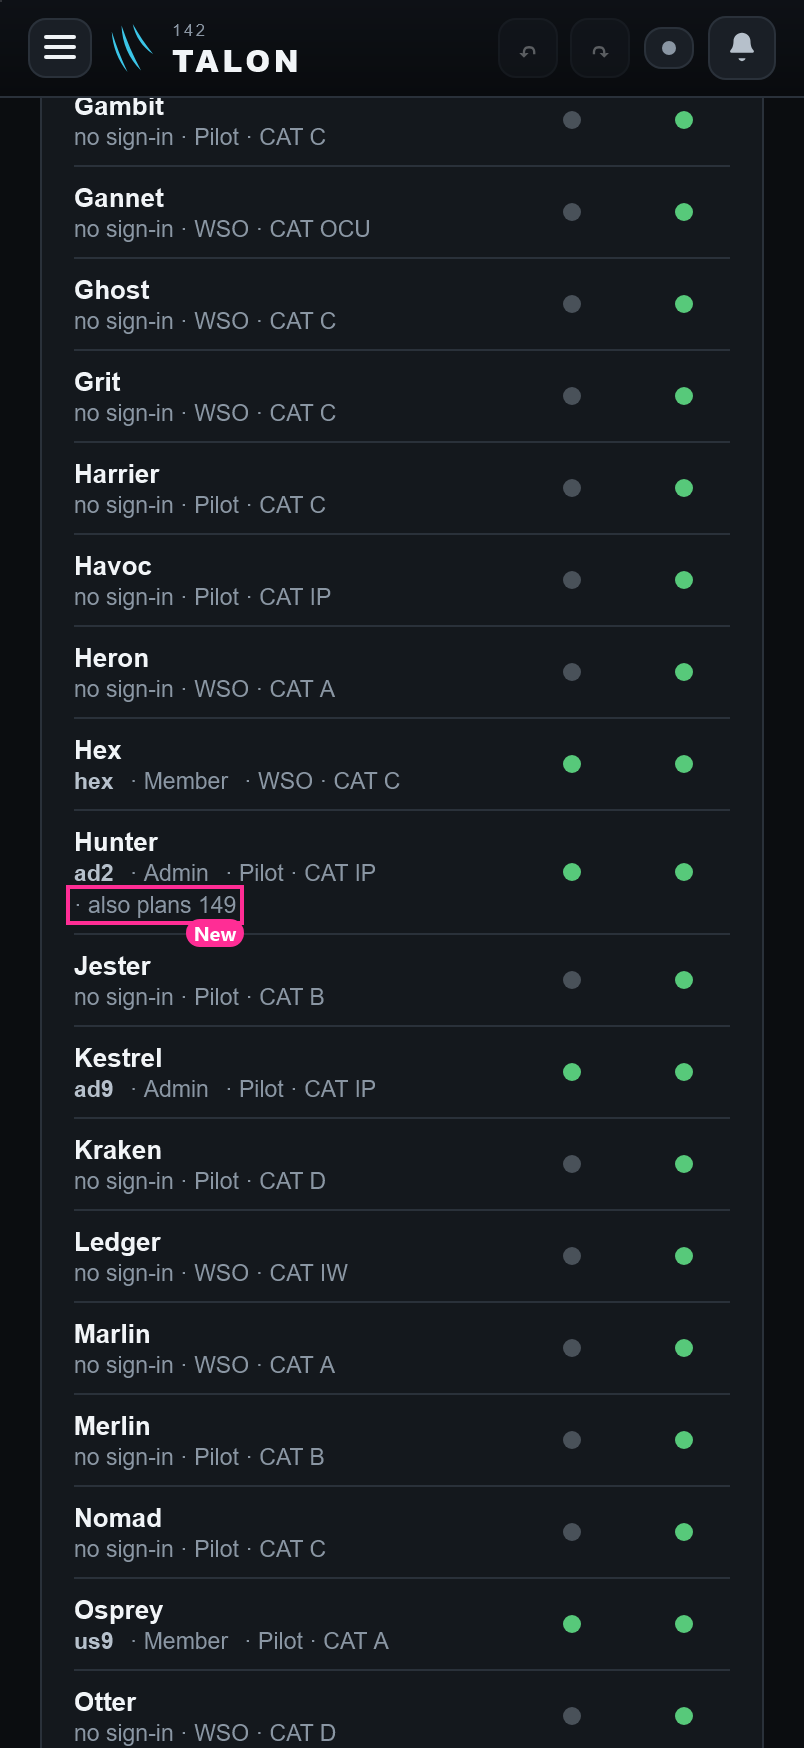 142
TALON
Gambit
no sign-in · Pilot · CAT C
Gannet
no sign-in · WSO · CAT OCU
Ghost
no sign-in · WSO · CAT C
Grit
no sign-in · WSO · CAT C
Harrier
no sign-in · Pilot · CAT C
Havoc
no sign-in · Pilot · CAT IP
Heron
no sign-in · WSO · CAT A
Hex
hex · Member · WSO · CAT C
Hunter
ad2 · Admin · Pilot · CAT IP
· also plans 149
New
Jester
no sign-in · Pilot · CAT B
Kestrel
ad9 · Admin · Pilot · CAT IP
Kraken
no sign-in · Pilot · CAT D
Ledger
no sign-in · WSO · CAT IW
Marlin
no sign-in · WSO · CAT A
Merlin
no sign-in · Pilot · CAT B
Nomad
no sign-in · Pilot · CAT C
Osprey
us9 · Member · Pilot · CAT A
Otter
no sign-in · WSO · CAT D